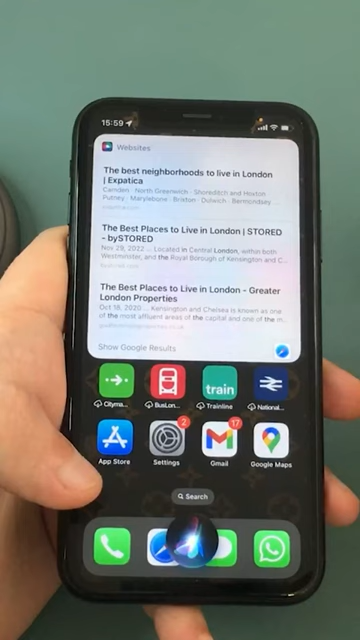 15:59
Websites
The best neighborhoods to live in London
| Expatica
Camden · North Greenwich · Shoreditch and Hoxton
Putney · Marylebone · Brixton · Dulwich · Bermondsey ...
expatica.com
The Best Places to Live in London | STORED
- bySTORED
Nov 29, 2022 ... Located in Central London, within both
Westminster, and the Royal Borough of Kensington and C...
bystored.com
The Best Places to Live in London - Greater
London Properties
Oct 18, 2020 ... Kensington and Chelsea is known as one
of the most affluent areas of the capital and one of the m...
Show Google Results
train
Cityma...
BusLon...
Trainline
National...
2
17
App Store
Settings
Gmail
Google Maps
Search